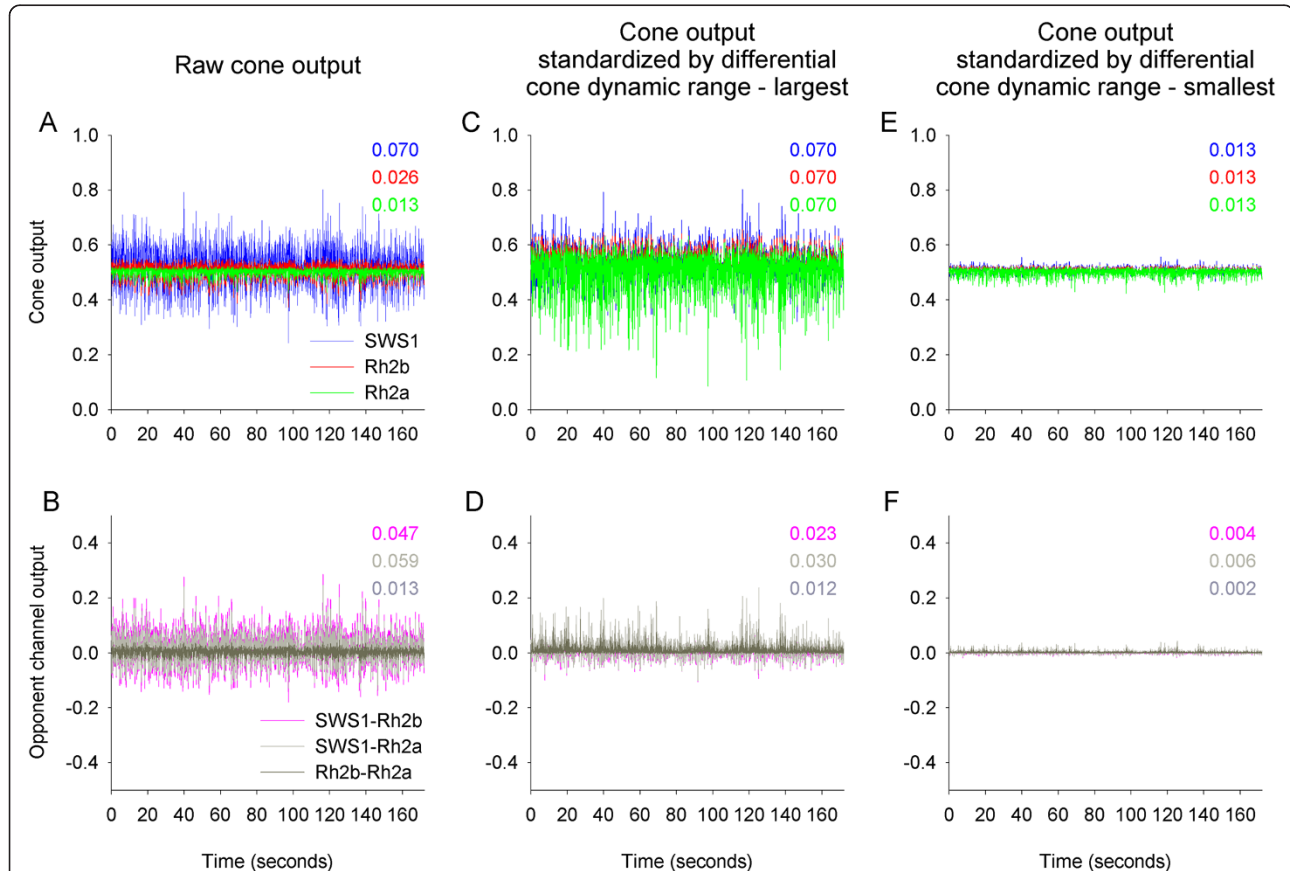 Raw cone output
Cone output
standardized by differential
cone dynamic range - largest
Cone output
standardized by differential
cone dynamic range - smallest
A
Cone output
1.0
0.8
0.6
0.4
0.2
0.0
0.070
0.026
0.013
SWS1
Rh2b
Rh2a
0 20 40 60 80 100 120 140 160
C
1.0
0.8
0.6
0.4
0.2
0.0
0.070
0.070
0.070
0 20 40 60 80 100 120 140 160
E
1.0
0.8
0.6
0.4
0.2
0.0
0.013
0.013
0.013
0 20 40 60 80 100 120 140 160
B
Opponent channel output
0.4
0.2
0.0
-0.2
-0.4
0.047
0.059
0.013
SWS1-Rh2b
SWS1-Rh2a
Rh2b-Rh2a
0 20 40 60 80 100 120 140 160
Time (seconds)
D
0.4
0.2
0.0
-0.2
-0.4
0.023
0.030
0.012
0 20 40 60 80 100 120 140 160
Time (seconds)
F
0.4
0.2
0.0
-0.2
-0.4
0.004
0.006
0.002
0 20 40 60 80 100 120 140 160
Time (seconds)